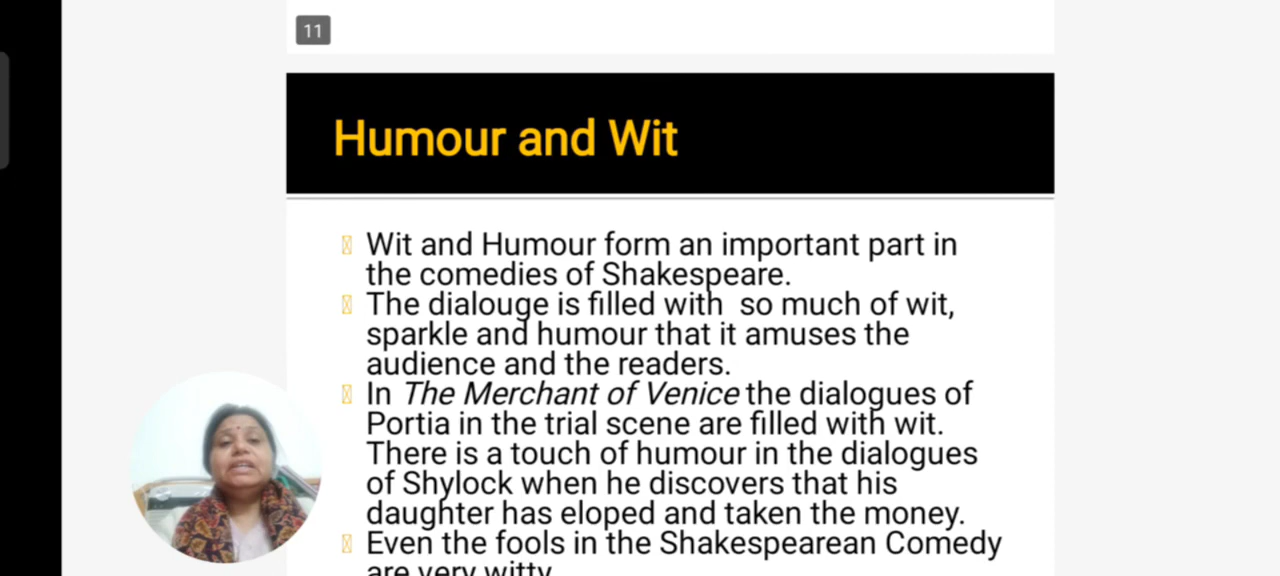 11
Humour and Wit
Wit and Humour form an important part in
the comedies of Shakespeare.
The dialouge is filled with so much of wit,
sparkle and humour that it amuses the
audience and the readers.
In The Merchant of Venice the dialogues of
Portia in the trial scene are filled with wit.
There is a touch of humour in the dialogues
of Shylock when he discovers that his
daughter has eloped and taken the money.
Even the fools in the Shakespearean Comedy
are very witty